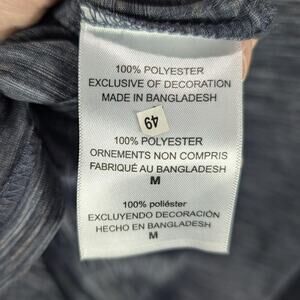 100% POLYESTER
EXCLUSIVE OF DECORATION
MADE IN BANGLADESH
49
100% POLYESTER
ORNEMENTS NON COMPRIS
FABRIQUÉ AU BANGLADESH
M
100% poliéster
EXCLUYENDO DECORACIÓN
HECHO EN BANGLADESH
M